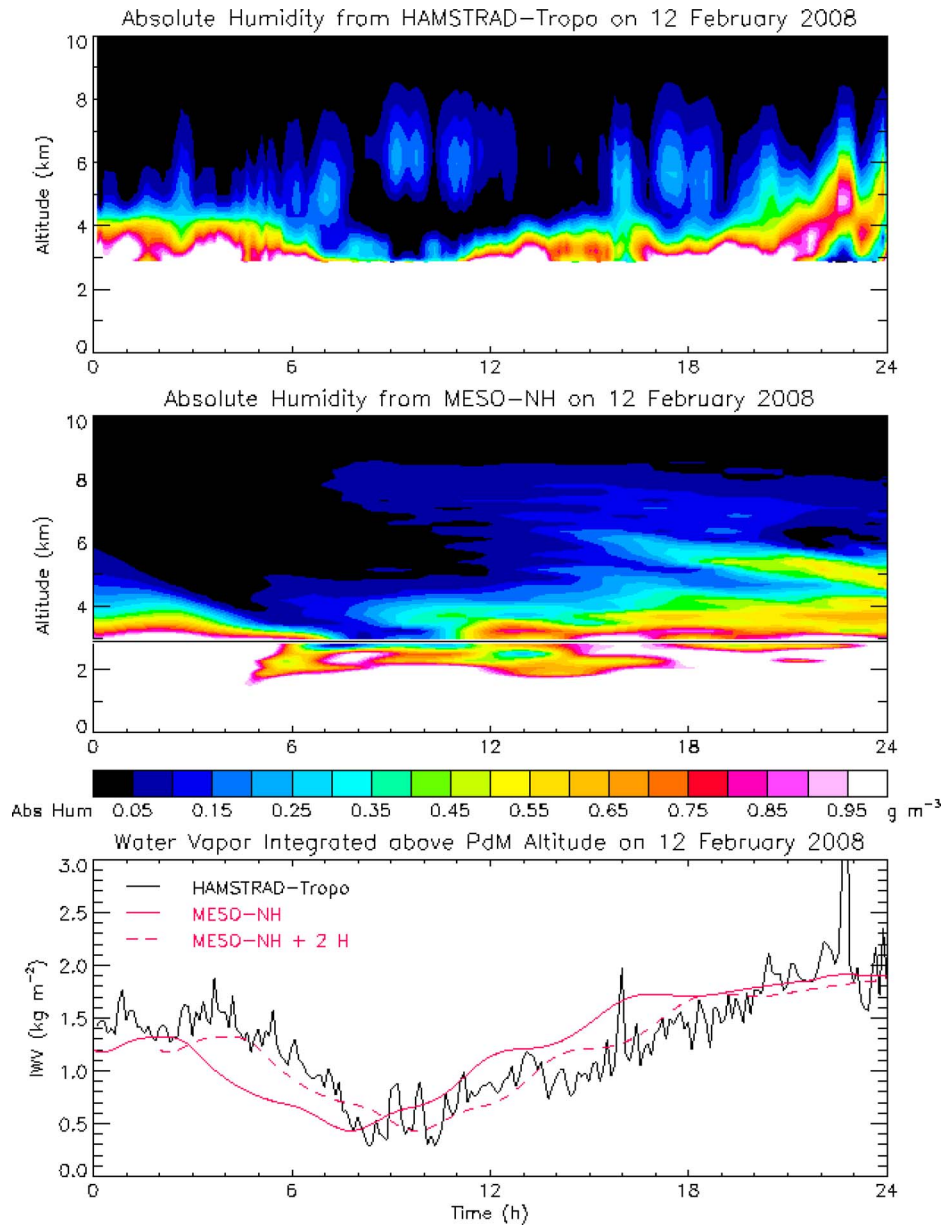 Absolute Humidity from HAMSTRAD-Tropo on 12 February 2008
10
8
6
4
2
0
Altitude (km)
0 6 12 18 24
Absolute Humidity from MESO-NH on 12 February 2008
10
8
6
4
2
0
Altitude (km)
0 6 12 18 24
Abs Hum 0.05 0.15 0.25 0.35 0.45 0.55 0.65 0.75 0.85 0.95 g m⁻³
Water Vapor Integrated above PdM Altitude on 12 February 2008
3.0
2.5
2.0
1.5
1.0
0.5
0.0
IWV (kg m⁻²)
HAMSTRAD-Tropo
MESO-NH
MESO-NH + 2 H
0 6 12 18 24
Time (h)